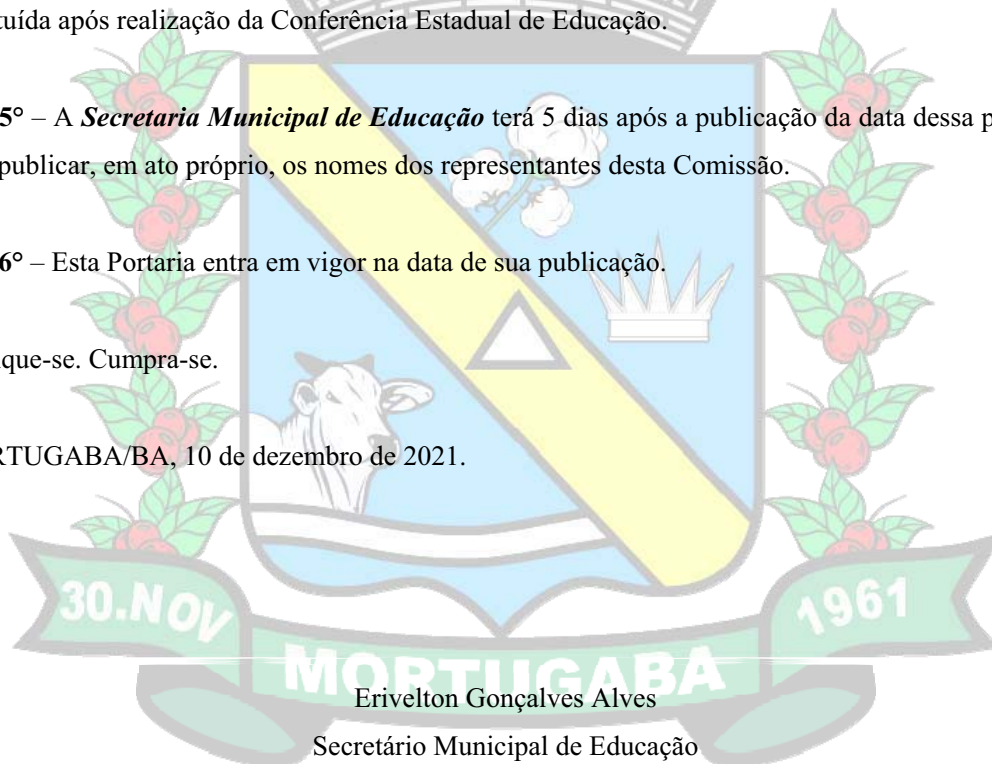 tuída após realização da Conferência Estadual de Educação.
5° – A Secretaria Municipal de Educação terá 5 dias após a publicação da data dessa p
publicar, em ato próprio, os nomes dos representantes desta Comissão.
6° – Esta Portaria entra em vigor na data de sua publicação.
ique-se. Cumpra-se.
RTUGABA/BA, 10 de dezembro de 2021.
30.NOV
1961
MORTUGABA
Erivelton Gonçalves Alves
Secretário Municipal de Educação